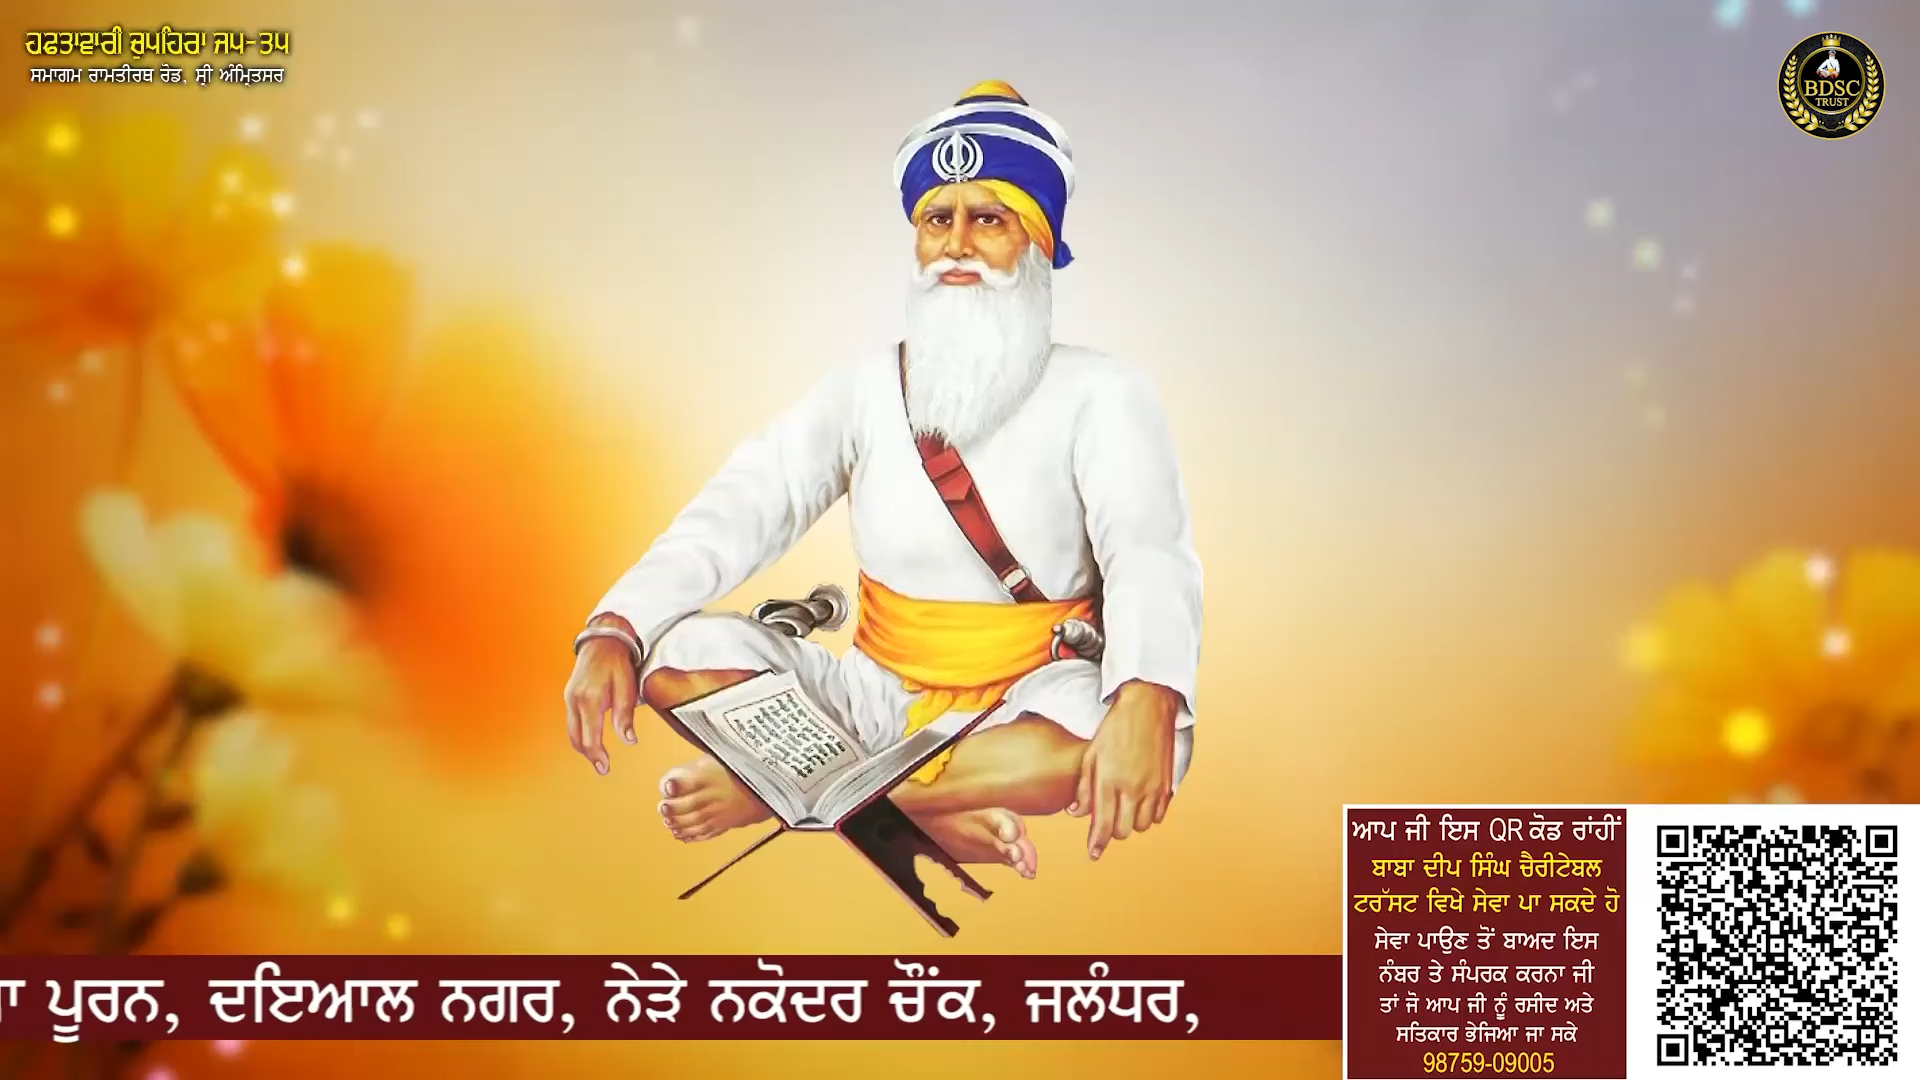 ਹਫਤਾਵਾਰੀ ਚੁਪਹਿਰਾ ਜਪ-ਤਪ
ਸਮਾਗਮ ਰਾਮਤੀਰਥ ਰੋਡ, ਸ੍ਰੀ ਅੰਮ੍ਰਿਤਸਰ
BDSC
TRUST
ਪੂਰਨ, ਦਇਆਲ ਨਗਰ, ਨੇੜੇ ਨਕੋਦਰ ਚੌਂਕ, ਜਲੰਧਰ,
ਆਪ ਜੀ ਇਸ QR ਕੋਡ ਰਾਂਹੀਂ
ਬਾਬਾ ਦੀਪ ਸਿੰਘ ਚੈਰੀਟੇਬਲ
ਟਰੱਸਟ ਵਿਖੇ ਸੇਵਾ ਪਾ ਸਕਦੇ ਹੋ
ਸੇਵਾ ਪਾਉਣ ਤੋਂ ਬਾਅਦ ਇਸ
ਨੰਬਰ ਤੇ ਸੰਪਰਕ ਕਰਨਾ ਜੀ
ਤਾਂ ਜੋ ਆਪ ਜੀ ਨੂੰ ਰਸੀਦ ਅਤੇ
ਸਤਿਕਾਰ ਭੇਜਿਆ ਜਾ ਸਕੇ
98759-09005